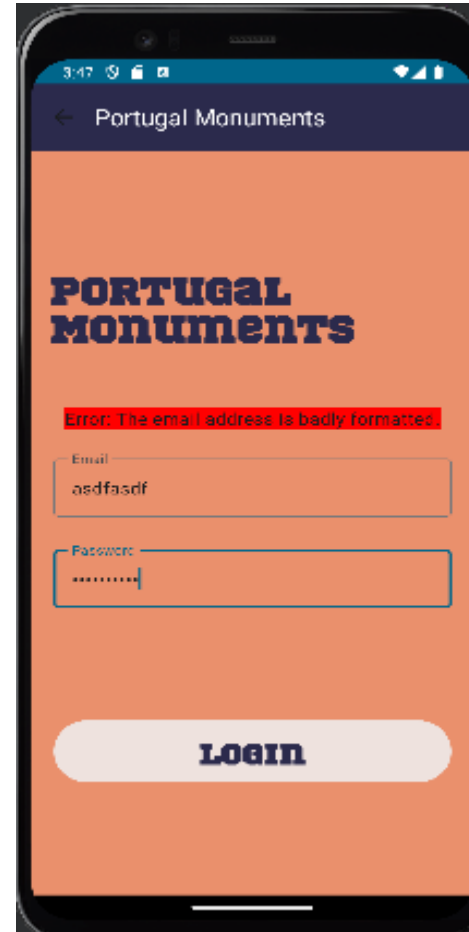 3:47
Portugal Monuments
PORTUGAL
MONUMENTS
Error: The email address is badly formatted.
Email
asdfasdf
Password
••••••••••
LOGIN